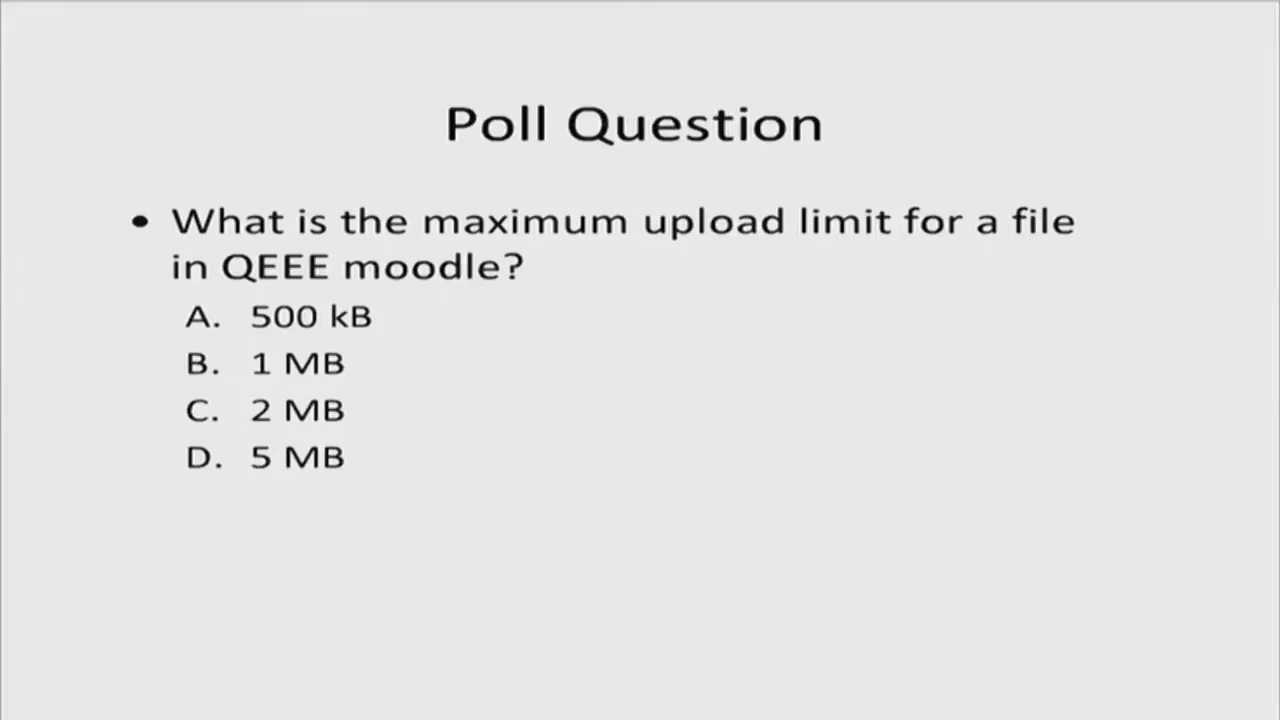 Poll Question
• What is the maximum upload limit for a file
in QEEE moodle?
A. 500 kB
B. 1 MB
C. 2 MB
D. 5 MB